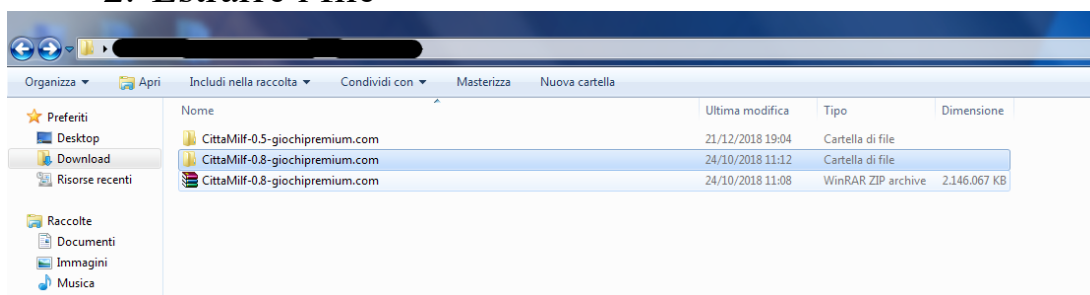 Organizza Apri Includi nella raccolta Condividi con Masterizza Nuova cartella
Preferiti
Desktop
Download
Risorse recenti
Raccolte
Documenti
Immagini
Musica
Nome Ultima modifica Tipo Dimensione
CittaMilf-0.5-giochipremium.com 21/12/2018 19:04 Cartella di file
CittaMilf-0.8-giochipremium.com 24/10/2018 11:12 Cartella di file
CittaMilf-0.8-giochipremium.com 24/10/2018 11:08 WinRAR ZIP archive 2.146.067 KB